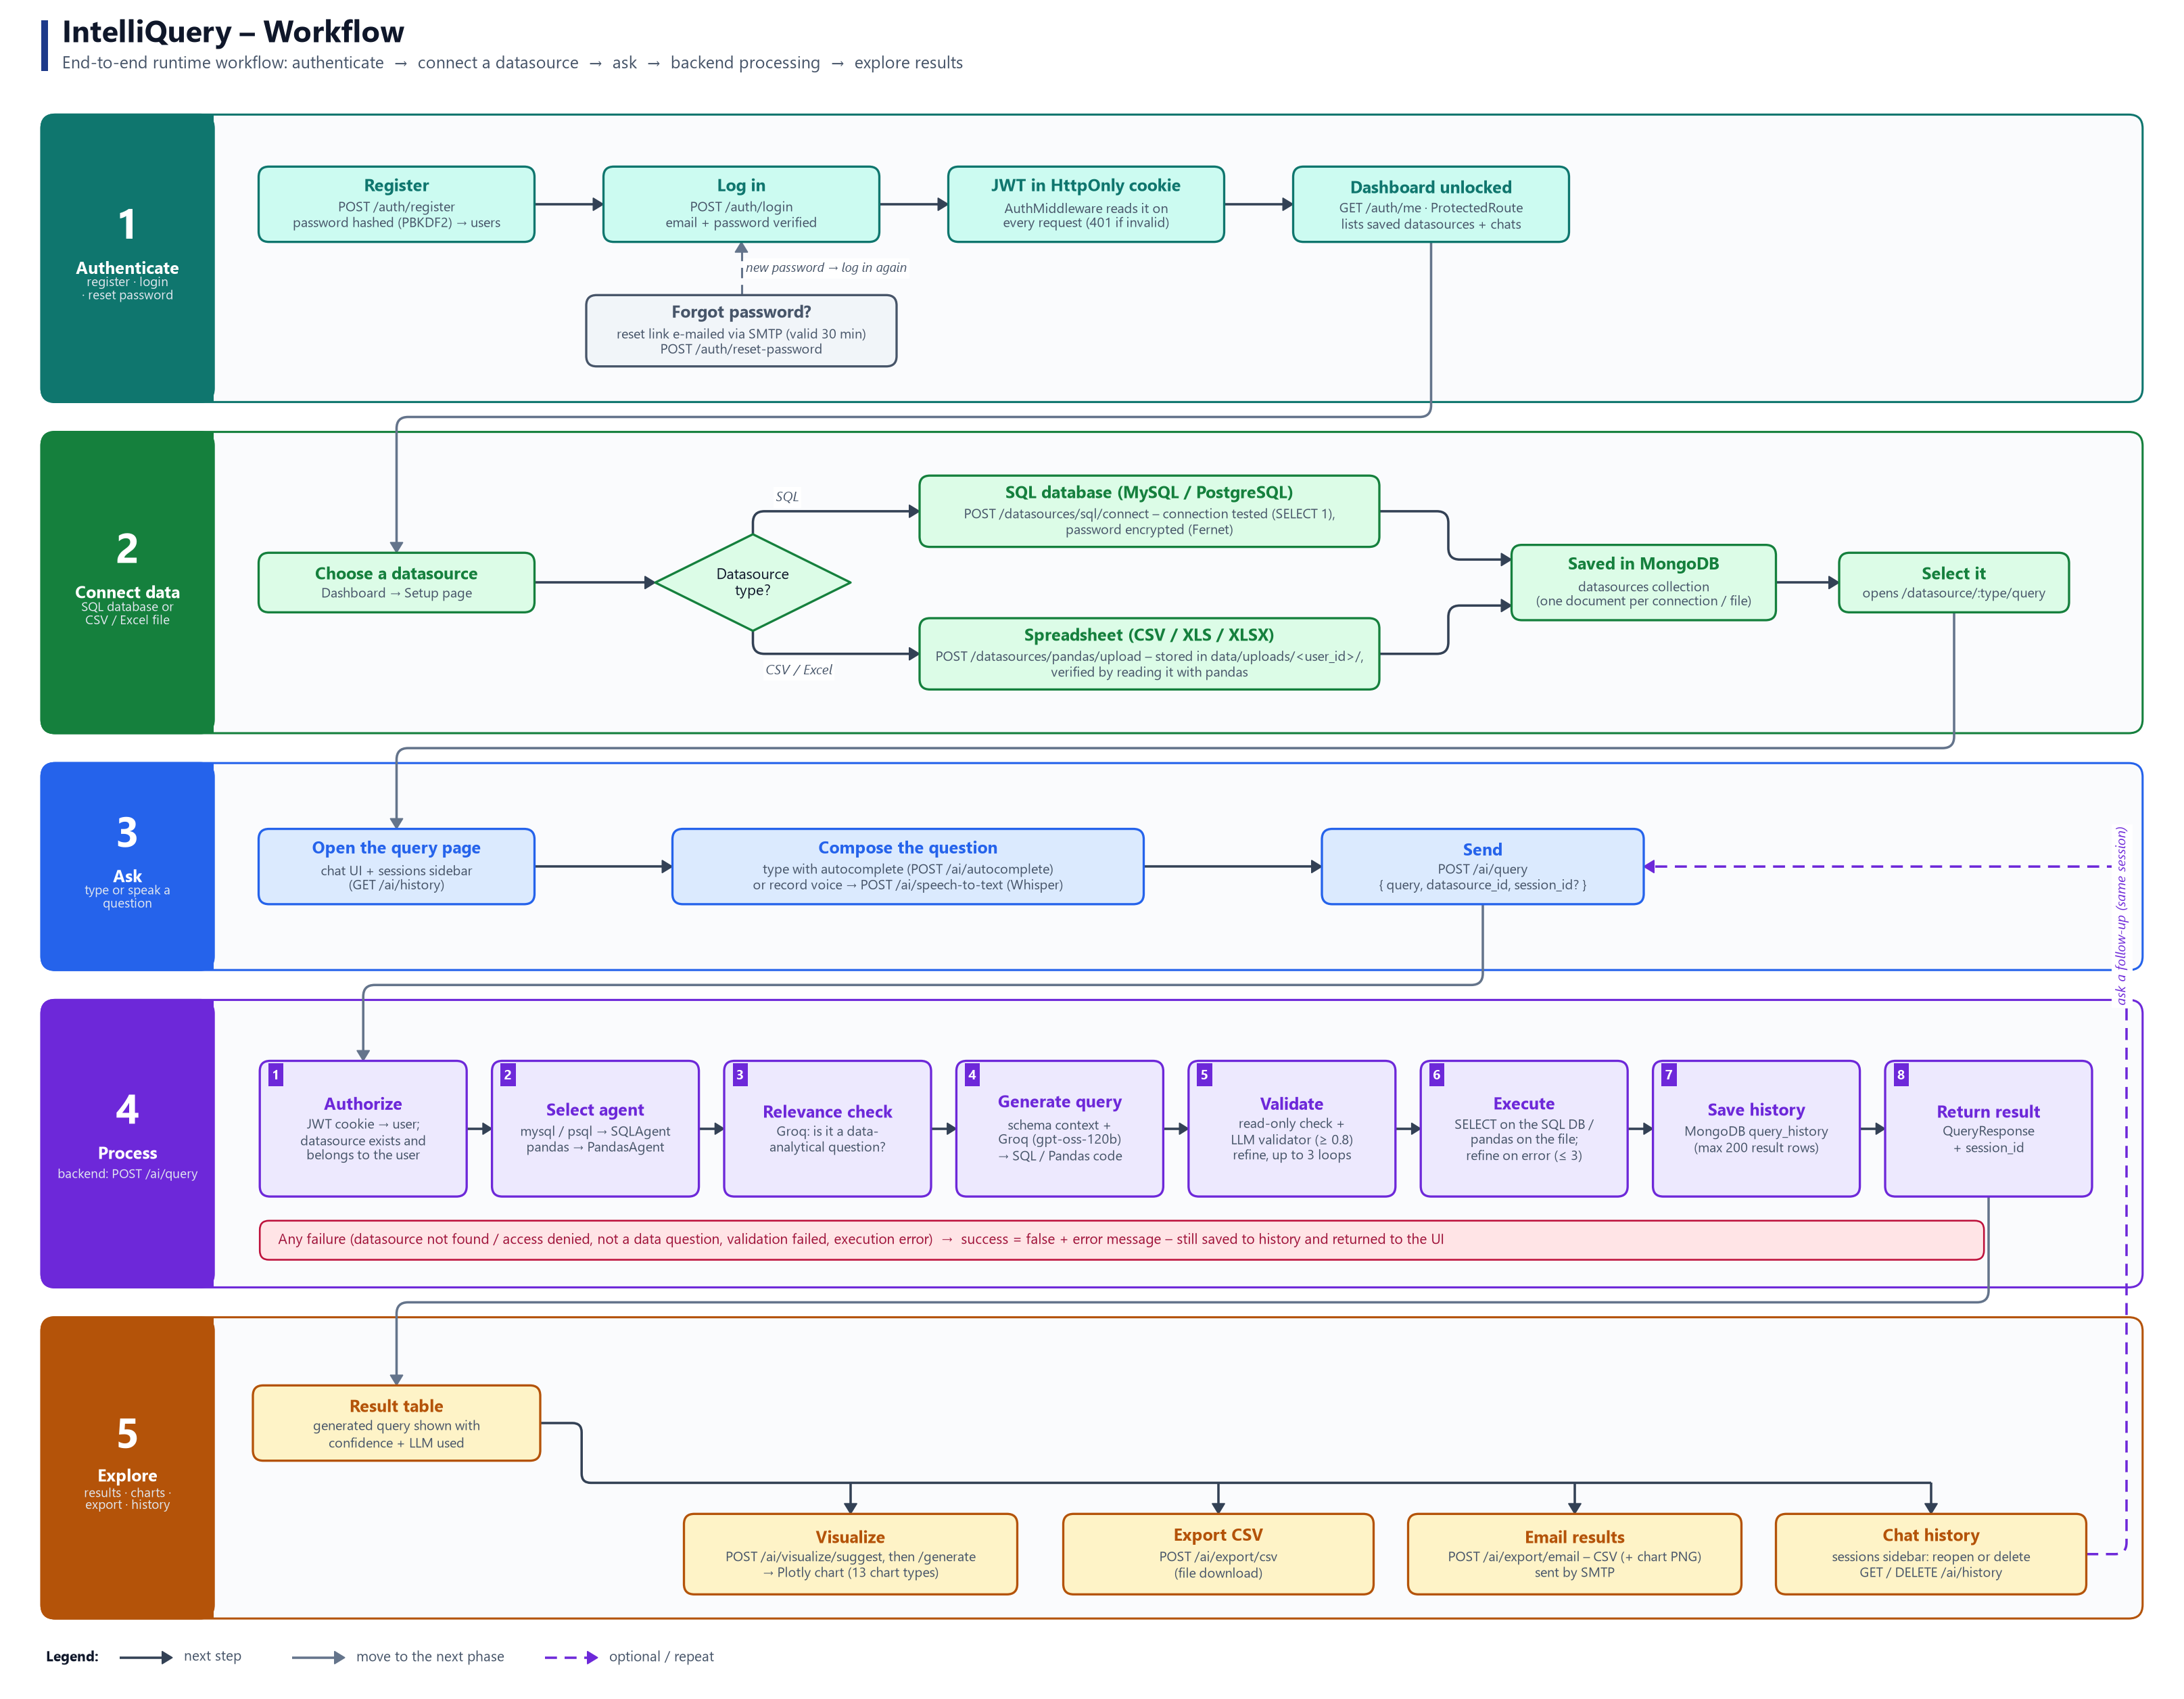 IntelliQuery – Workflow
End-to-end runtime workflow: authenticate → connect a datasource → ask → backend processing → explore results
1
Authenticate
register · login
· reset password
Register
POST /auth/register
password hashed (PBKDF2) → users
Log in
POST /auth/login
email + password verified
JWT in HttpOnly cookie
AuthMiddleware reads it on
every request (401 if invalid)
Dashboard unlocked
GET /auth/me · ProtectedRoute
lists saved datasources + chats
new password → log in again
Forgot password?
reset link e-mailed via SMTP (valid 30 min)
POST /auth/reset-password
2
Connect data
SQL database or
CSV / Excel file
Choose a datasource
Dashboard → Setup page
Datasource
type?
SQL
CSV / Excel
SQL database (MySQL / PostgreSQL)
POST /datasources/sql/connect – connection tested (SELECT 1),
password encrypted (Fernet)
Spreadsheet (CSV / XLS / XLSX)
POST /datasources/pandas/upload – stored in data/uploads/<user_id>/,
verified by reading it with pandas
Saved in MongoDB
datasources collection
(one document per connection / file)
Select it
opens /datasource/:type/query
3
Ask
type or speak a
question
Open the query page
chat UI + sessions sidebar
(GET /ai/history)
Compose the question
type with autocomplete (POST /ai/autocomplete)
or record voice → POST /ai/speech-to-text (Whisper)
Send
POST /ai/query
{ query, datasource_id, session_id? }
ask a follow-up (same session)
4
Process
backend: POST /ai/query
1
Authorize
JWT cookie → user;
datasource exists and
belongs to the user
2
Select agent
mysql / psql → SQLAgent
pandas → PandasAgent
3
Relevance check
Groq: is it a data-
analytical question?
4
Generate query
schema context +
Groq (gpt-oss-120b)
→ SQL / Pandas code
5
Validate
read-only check +
LLM validator (≥ 0.8)
refine, up to 3 loops
6
Execute
SELECT on the SQL DB /
pandas on the file;
refine on error (≤ 3)
7
Save history
MongoDB query_history
(max 200 result rows)
8
Return result
QueryResponse
+ session_id
Any failure (datasource not found / access denied, not a data question, validation failed, execution error) → success = false + error message – still saved to history and returned to the UI
5
Explore
results · charts ·
export · history
Result table
generated query shown with
confidence + LLM used
Visualize
POST /ai/visualize/suggest, then /generate
→ Plotly chart (13 chart types)
Export CSV
POST /ai/export/csv
(file download)
Email results
POST /ai/export/email – CSV (+ chart PNG)
sent by SMTP
Chat history
sessions sidebar: reopen or delete
GET / DELETE /ai/history
Legend:
next step
move to the next phase
optional / repeat